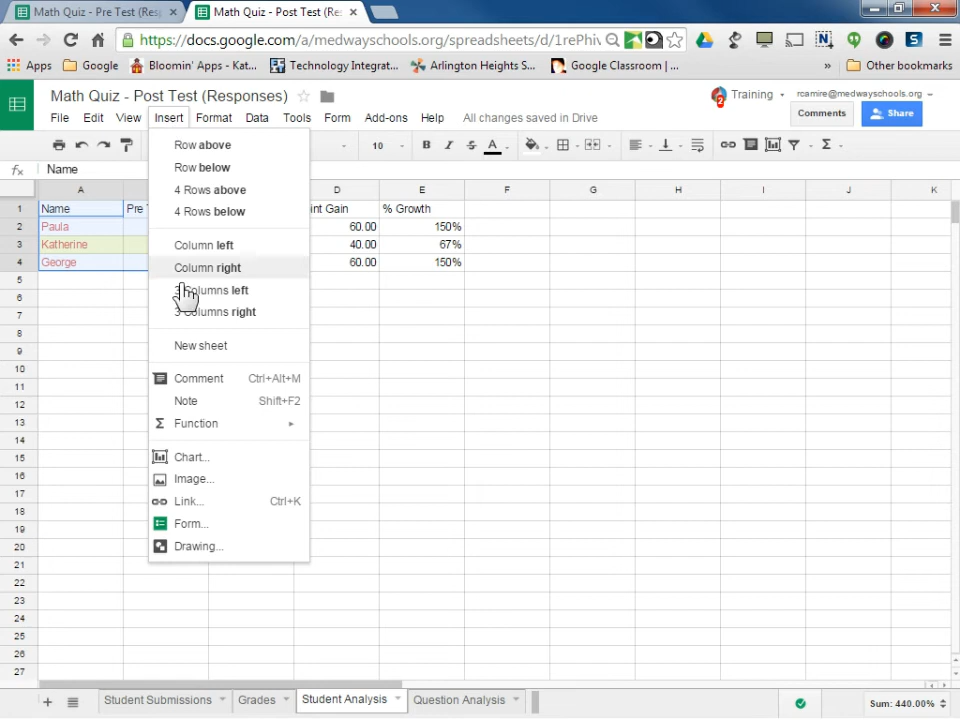 Math Quiz - Pre Test (Resp
Math Quiz - Post Test (Res
https://docs.google.com/a/medwayschools.org/spreadsheets/d/1rePhiv
Apps Google Bloomin' Apps - Kat... Technology Integrat... Arlington Heights S... Google Classroom | ... » Other bookmarks
Math Quiz - Post Test (Responses)
Training rcamire@medwayschools.org
File Edit View Insert Format Data Tools Form Add-ons Help All changes saved in Drive
Comments Share
10 B I S A Σ
fx Name
A D E F G H I J K
1 Name Pre int Gain % Growth
2 Paula 60.00 150%
3 Katherine 40.00 67%
4 George 60.00 150%
5
6
7
8
9
10
11
12
13
14
15
16
17
18
19
20
21
22
23
24
25
26
27
Row above
Row below
4 Rows above
4 Rows below
Column left
Column right
Columns left
3 Columns right
New sheet
Comment Ctrl+Alt+M
Note Shift+F2
Σ Function
Chart...
Image...
Link... Ctrl+K
Form...
Drawing...
+ Student Submissions Grades Student Analysis Question Analysis Sum: 440.00%